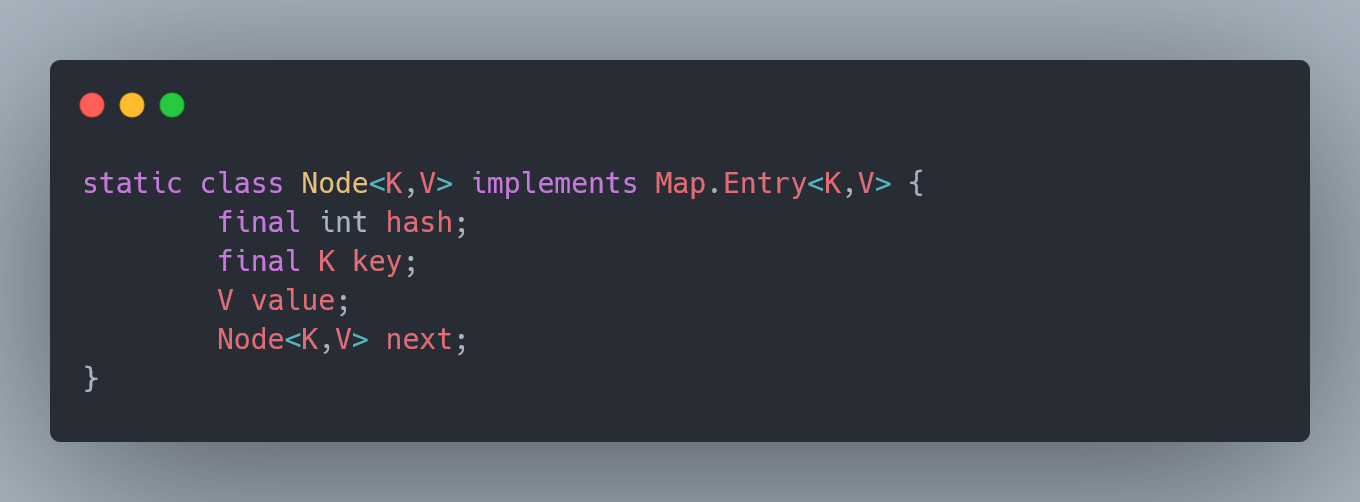 static class Node<K,V> implements Map.Entry<K,V> {
        final int hash;
        final K key;
        V value;
        Node<K,V> next;
}